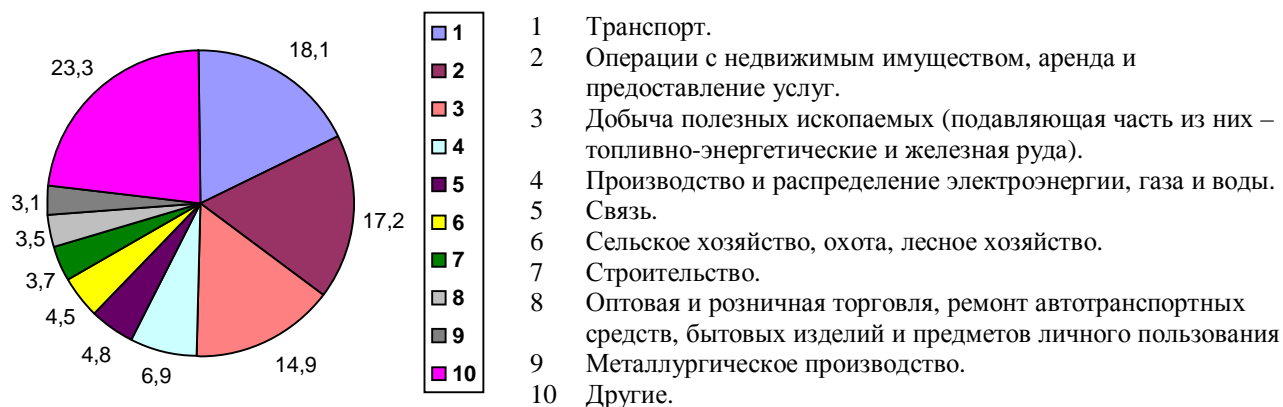 18,1
17,2
14,9
6,9
4,8
4,5
3,7
3,5
3,1
23,3
1
2
3
4
5
6
7
8
9
10
1 Транспорт.
2 Операции с недвижимым имуществом, аренда и
предоставление услуг.
3 Добыча полезных ископаемых (подавляющая часть из них –
топливно-энергетические и железная руда).
4 Производство и распределение электроэнергии, газа и воды.
5 Связь.
6 Сельское хозяйство, охота, лесное хозяйство.
7 Строительство.
8 Оптовая и розничная торговля, ремонт автотранспортных
средств, бытовых изделий и предметов личного пользования
9 Металлургическое производство.
10 Другие.